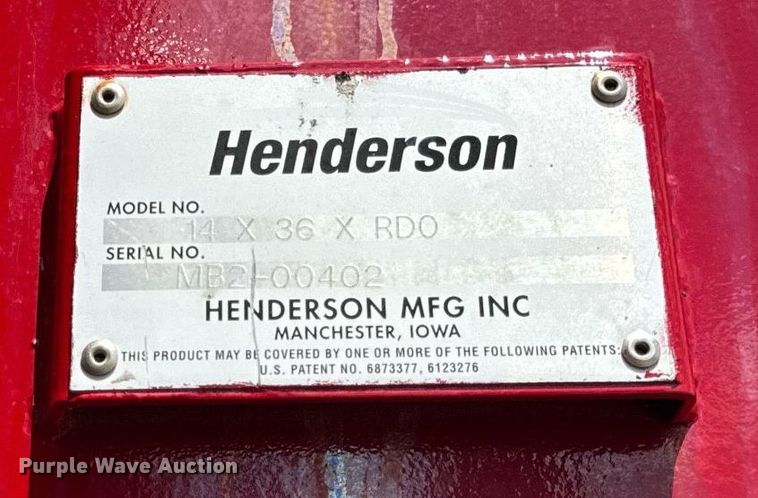 Henderson
MODEL NO.
14 X 36 X RDO
SERIAL NO.
MB2-00402
HENDERSON MFG INC
MANCHESTER, IOWA
THIS PRODUCT MAY BE COVERED BY ONE OR MORE OF THE FOLLOWING PATENTS:
U.S. PATENT NO. 6873377, 6123276
Purple Wave Auction